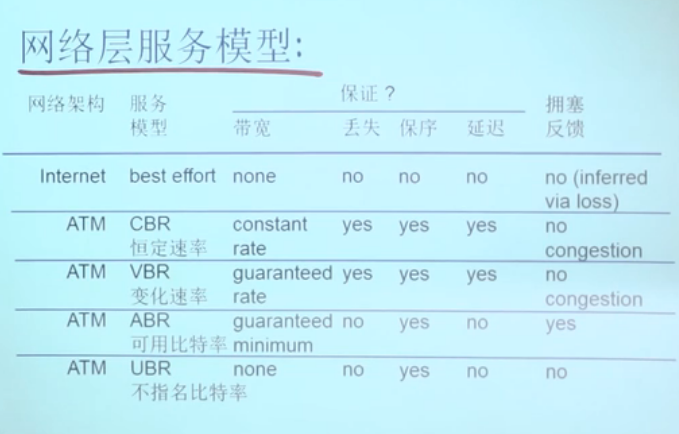 网络层服务模型:
保证？
网络架构 服务模型 带宽 丢失 保序 延迟 拥塞反馈
Internet best effort none no no no no (inferred via loss)
ATM CBR 恒定速率 constant rate yes yes yes no congestion
ATM VBR 变化速率 guaranteed rate yes yes yes no congestion
ATM ABR 可用比特率 guaranteed minimum no yes no yes
ATM UBR 不指名比特率 none no yes no no